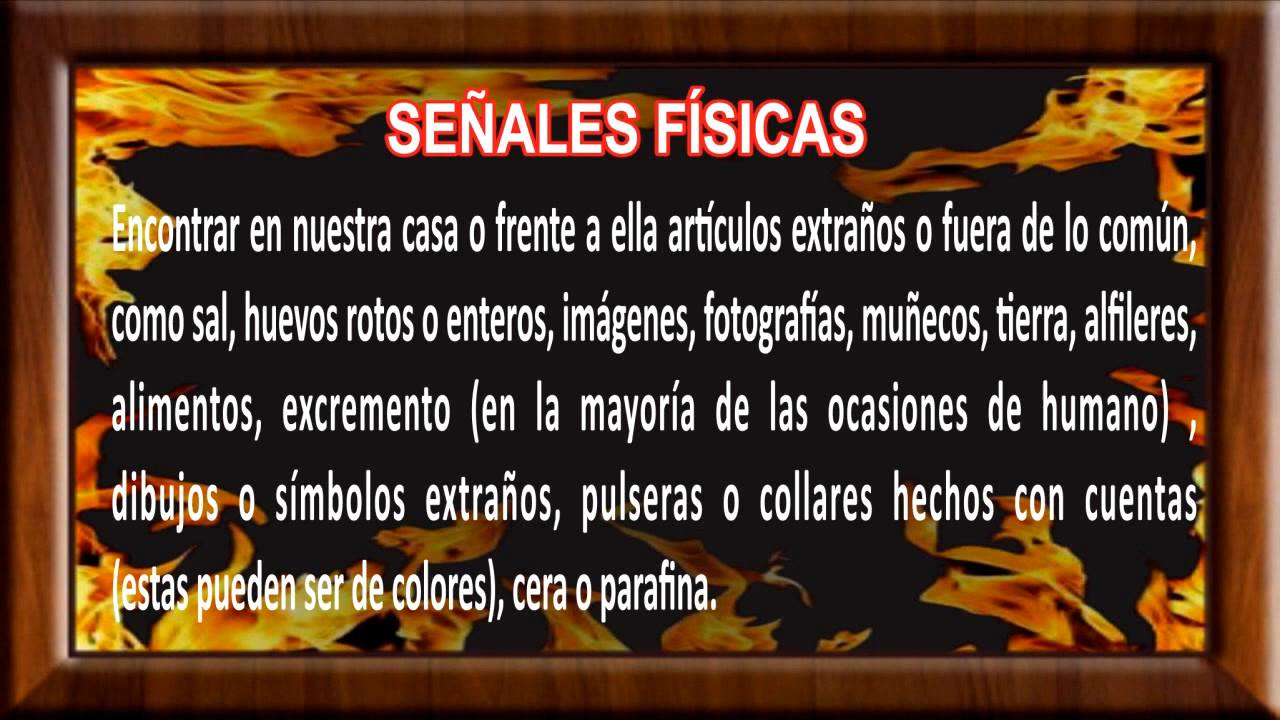 SEÑALES FÍSICAS
Encontrar en nuestra casa o frente a ella artículos extraños o fuera de lo común,
como sal, huevos rotos o enteros, imágenes, fotografías, muñecos, tierra, alfileres,
alimentos, excremento (en la mayoría de las ocasiones de humano) ,
dibujos o símbolos extraños, pulseras o collares hechos con cuentas
(estas pueden ser de colores), cera o parafina.